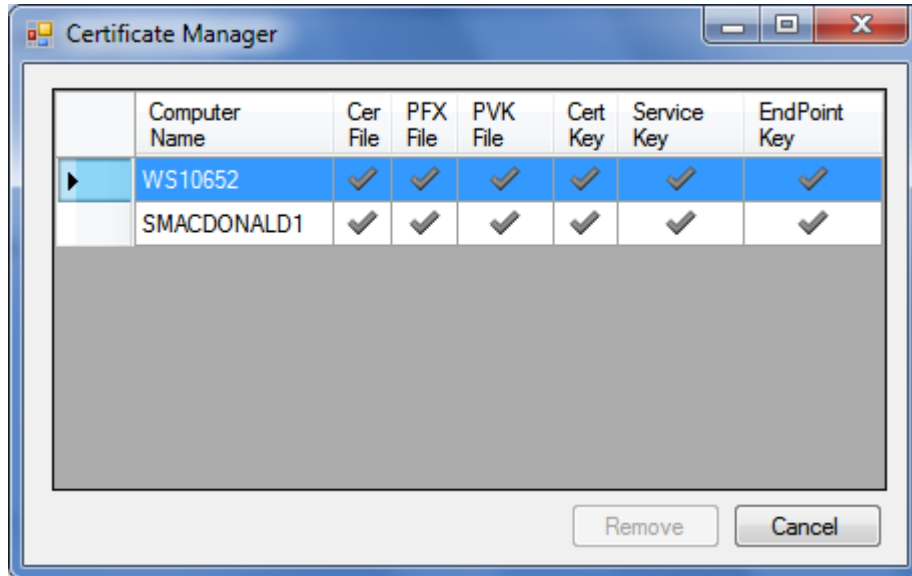 Certificate Manager
Computer Name Cer File PFX File PVK File Cert Key Service Key EndPoint Key
WS10652
SMACDONALD1
Remove Cancel